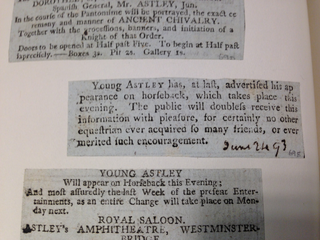 Spanish General, Mr. ASTLEY, Jun.
In the course of the Pantomime will be portrayed, the exact ce
remony and manner of ANCIENT CHIVALRY.
Together with the processions, banner, and initiation of a
Knight of that Order.
Doors to be opened at Half past Five. To begin at Half past
Six precisely.—Boxes 3s. Pit 2s. Gallery 1s.
YOUNG ASTLEY has, at last, advertised his ap
pearance on horseback, which takes place this
evening. The public will doubtless receive this
information with pleasure, for certainly no other
equestrian ever acquired so many friends, or ever
merited such encouragement.
June 24 93
YOUNG ASTLEY
Will appear on Horseback this Evening;
And most assuredly the last Week of the present Enter-
tainments, as an entire Change will take place on Mon-
day next.
ROYAL SALOON.
ASTLEY's AMPHITHEATRE, WESTMINSTER-
BRIDGE